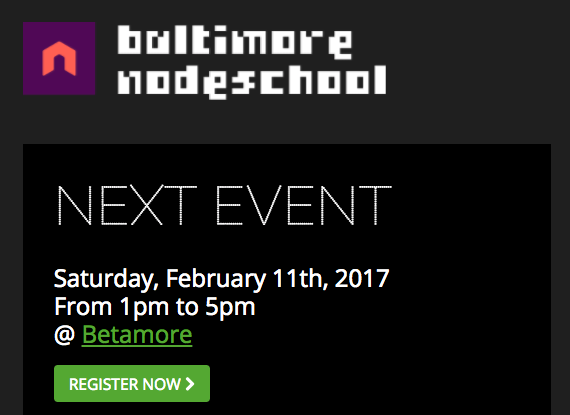 baltimore
nodeschool
NEXT EVENT
Saturday, February 11th, 2017
From 1pm to 5pm
@ Betamore
REGISTER NOW